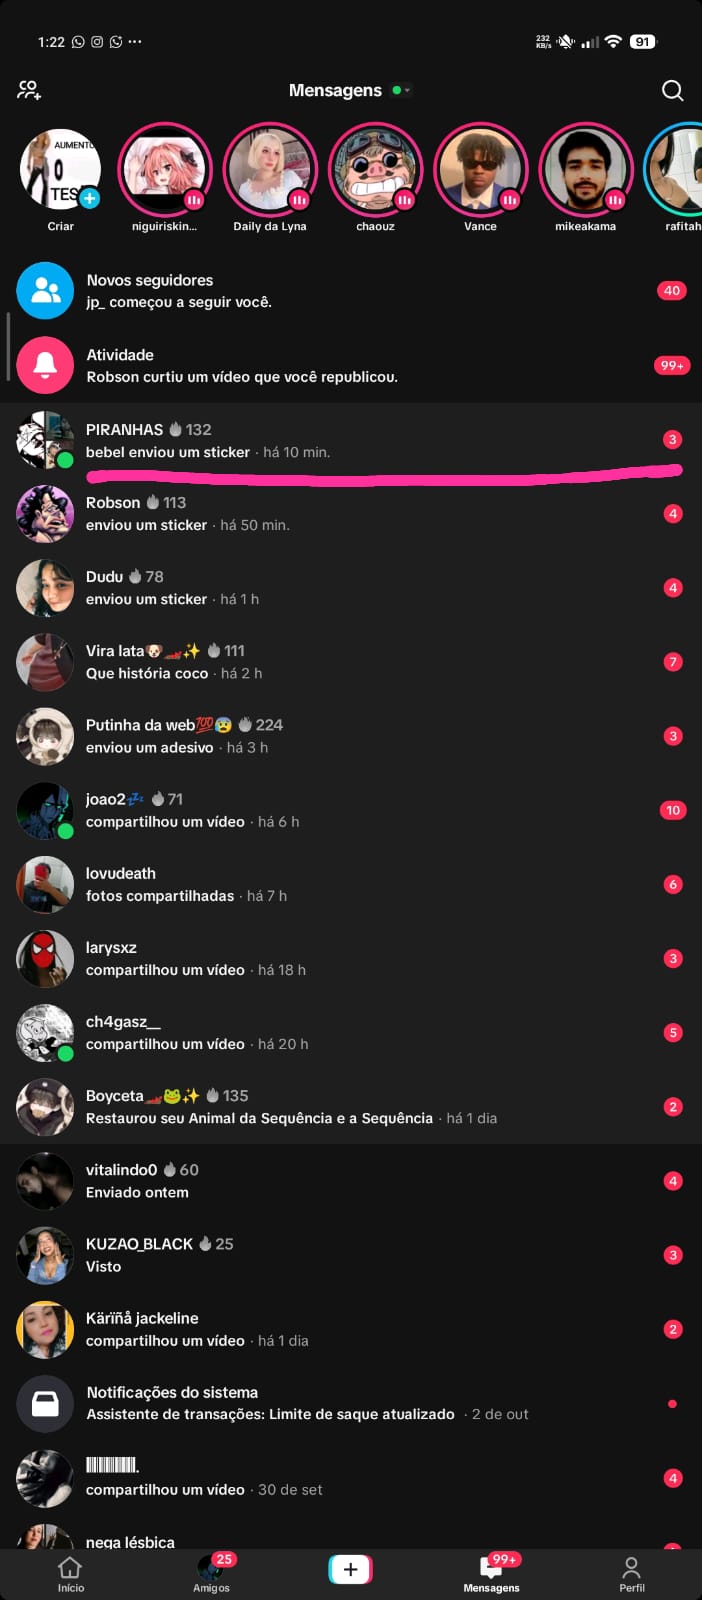 1:22
232
KB/s
91
Mensagens
AUMENTO
0
TES
Criar
niguiriskin...
Daily da Lyna
chaouz
Vance
mikeakama
rafitah
Novos seguidores
jp_ começou a seguir você.
40
Atividade
Robson curtiu um vídeo que você republicou.
99+
PIRANHAS 132
bebel enviou um sticker · há 10 min.
3
Robson 113
enviou um sticker · há 50 min.
4
Dudu 78
enviou um sticker · há 1 h
4
Vira lata🐶🏎️✨ 111
Que história coco · há 2 h
7
Putinha da web💯😰 224
enviou um adesivo · há 3 h
3
joao2💤 71
compartilhou um vídeo · há 6 h
10
lovudeath
fotos compartilhadas · há 7 h
6
larysxz
compartilhou um vídeo · há 18 h
3
ch4gasz__
compartilhou um vídeo · há 20 h
5
Boyceta🏎️🐸✨ 135
Restaurou seu Animal da Sequência e a Sequência · há 1 dia
2
vitalindo0 60
Enviado ontem
4
KUZAO_BLACK 25
Visto
3
Kärïñå jackeline
compartilhou um vídeo · há 1 dia
2
Notificações do sistema
Assistente de transações: Limite de saque atualizado · 2 de out
compartilhou um vídeo · 30 de set
4
nega lésbica
Início
25
Amigos
99+
Mensagens
Perfil